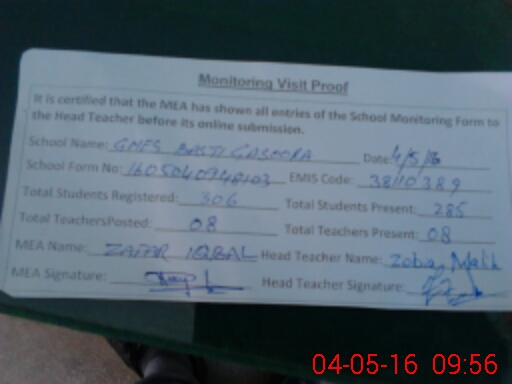 Monitoring Visit Proof
It is certified that the MEA has shown all entries of the School Monitoring Form to
the Head Teacher before its online submission.
School Name: GMES BASTI Date: 4/5/16
School Form No: EMIS Code: 38110389
Total Students Registered: 306 Total Students Present: 285
Total TeachersPosted: 08 Total Teachers Present: 08
MEA Name: ZAFAR IQBAL Head Teacher Name: Malik
MEA Signature: Head Teacher Signature:
04-05-16 09:56